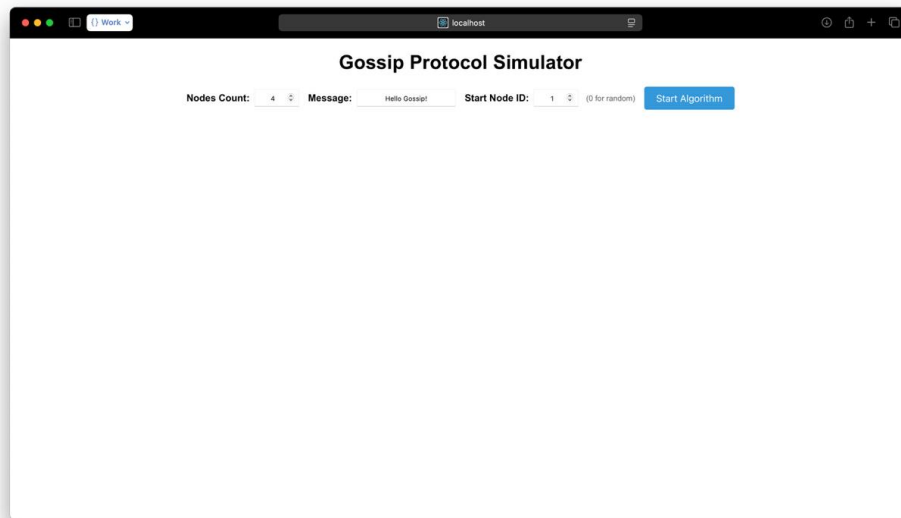 {} Work
localhost
Gossip Protocol Simulator
Nodes Count: 4 Message: Hello Gossip! Start Node ID: 1 (0 for random) Start Algorithm